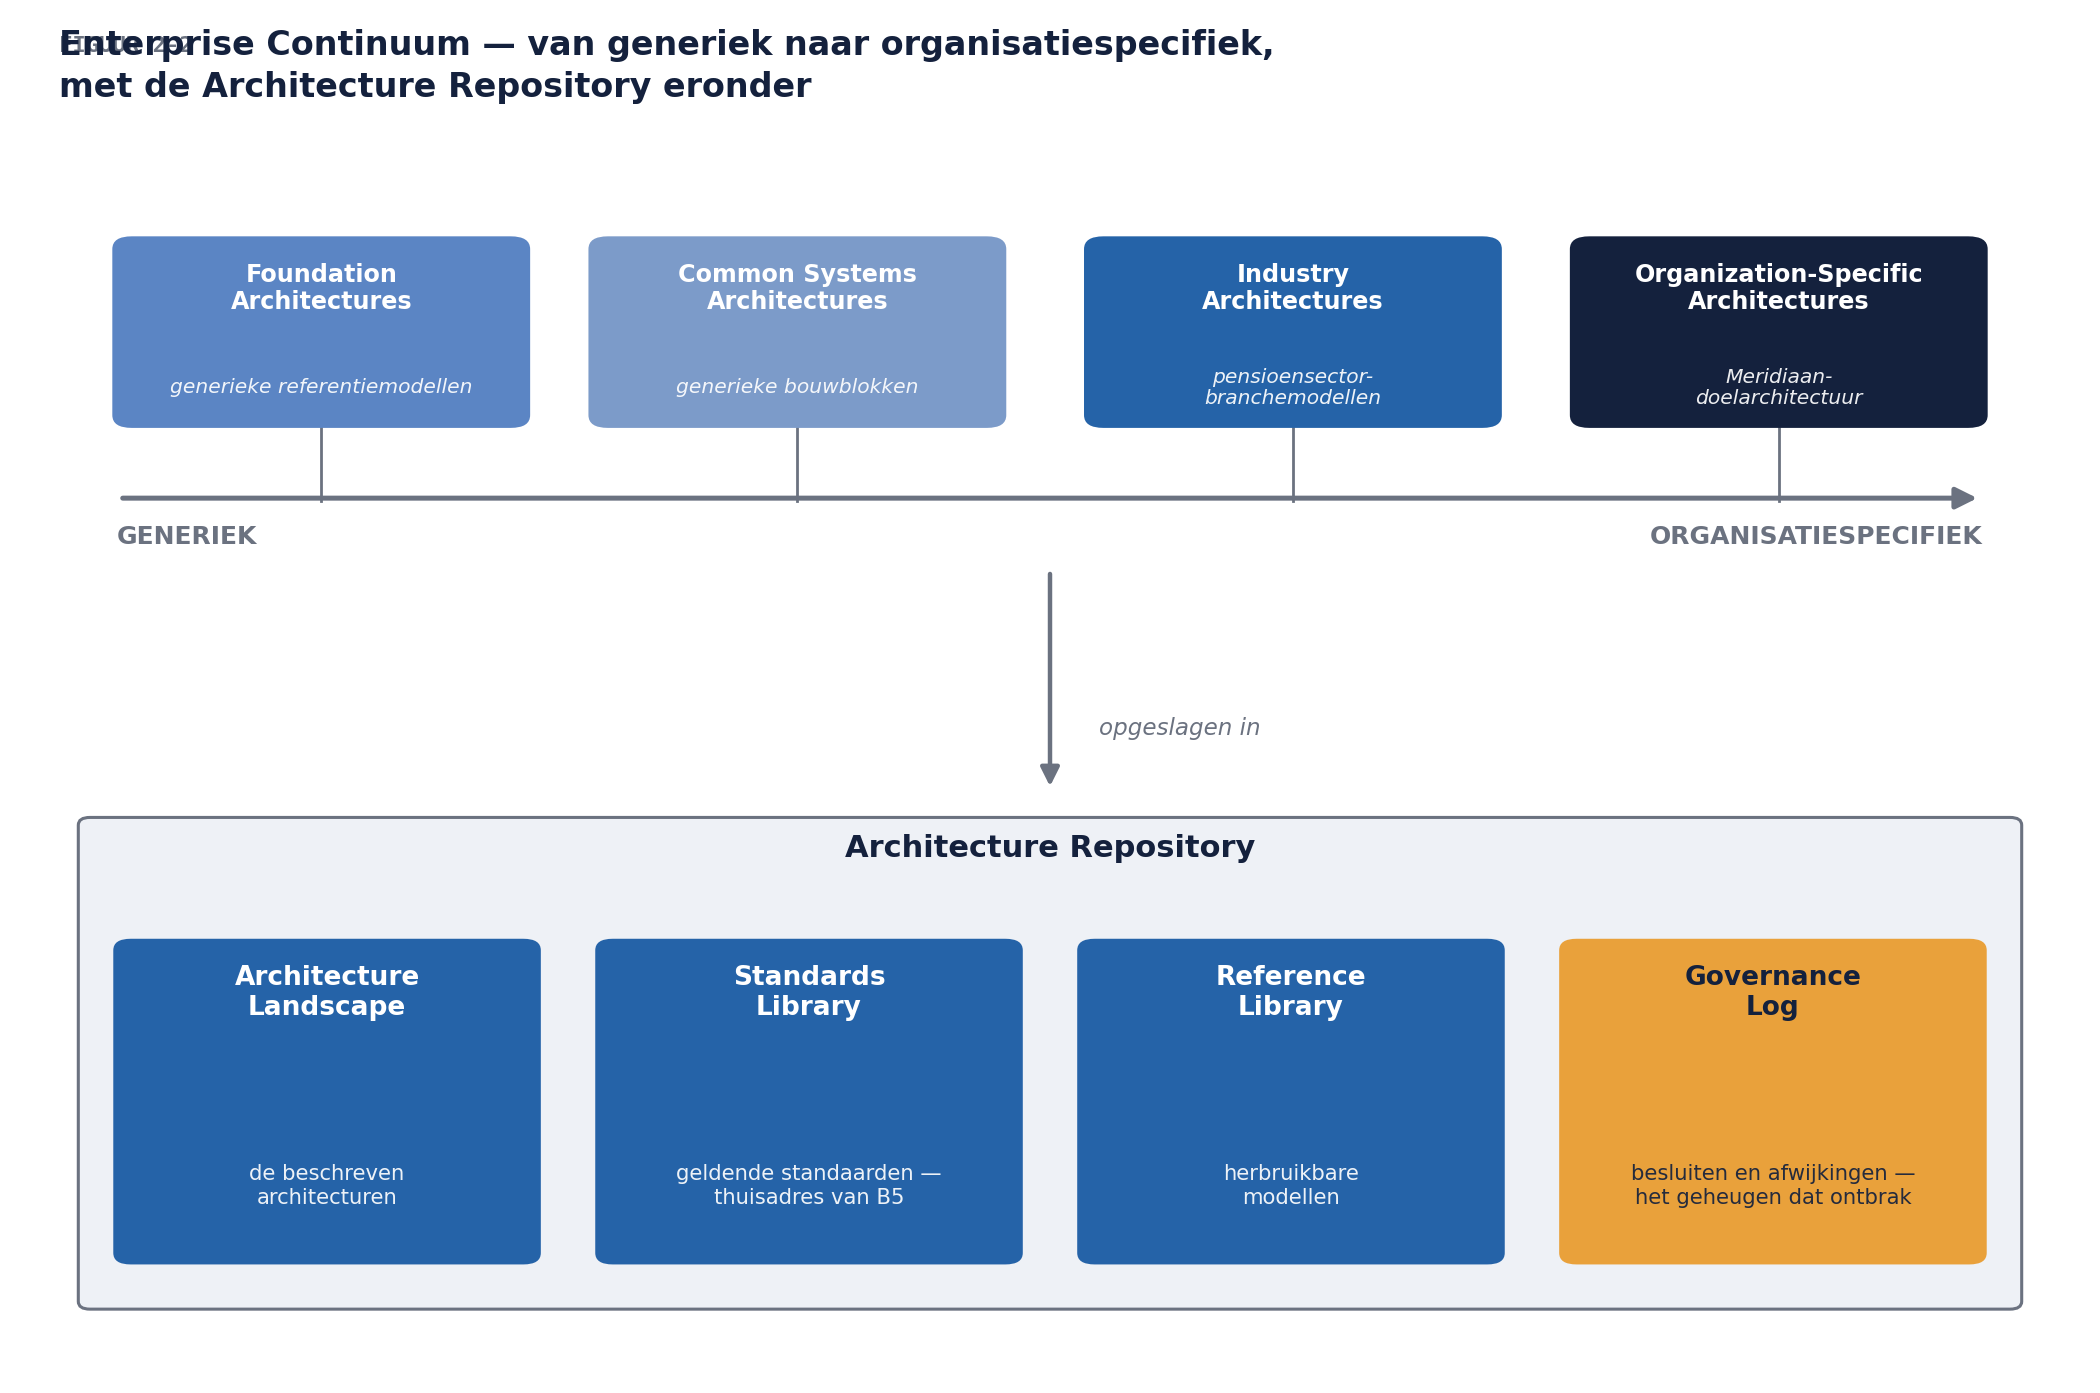 Enterprise Continuum — van generiek naar organisatiespecifiek,
met de Architecture Repository eronder
Foundation
Architectures
generieke referentiemodellen
Common Systems
Architectures
generieke bouwblokken
Industry
Architectures
pensioensector-
branchemodellen
Organization-Specific
Architectures
Meridiaan-
doelarchitectuur
GENERIEK
ORGANISATIESPECIFIEK
opgeslagen in
Architecture Repository
Architecture
Landscape
de beschreven
architecturen
Standards
Library
geldende standaarden —
thuisadres van B5
Reference
Library
herbruikbare
modellen
Governance
Log
besluiten en afwijkingen —
het geheugen dat ontbrak